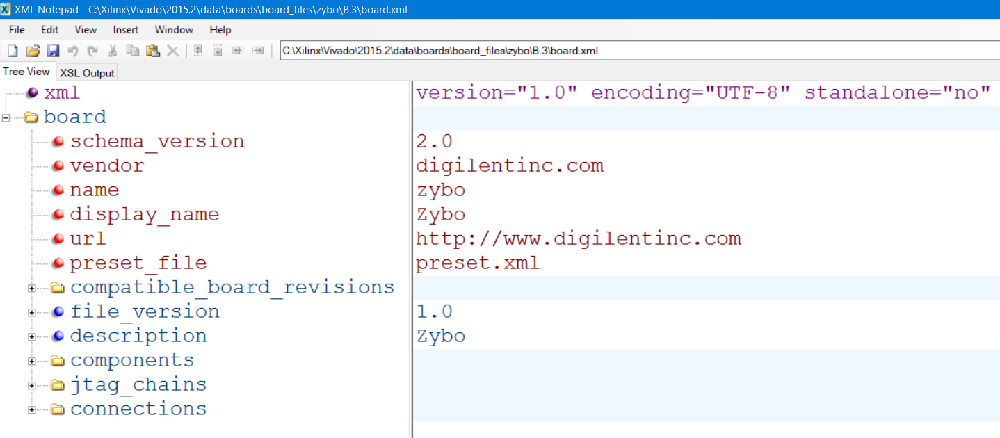 XML Notepad - C:\Xilinx\Vivado\2015.2\data\boards\board_files\zybo\B.3\board.xml
File Edit View Insert Window Help
C:\Xilinx\Vivado\2015.2\data\boards\board_files\zybo\B.3\board.xml
Tree View XSL Output
xml version="1.0" encoding="UTF-8" standalone="no"
board
schema_version 2.0
vendor digilentinc.com
name zybo
display_name Zybo
url http://www.digilentinc.com
preset_file preset.xml
compatible_board_revisions
file_version 1.0
description Zybo
components
jtag_chains
connections